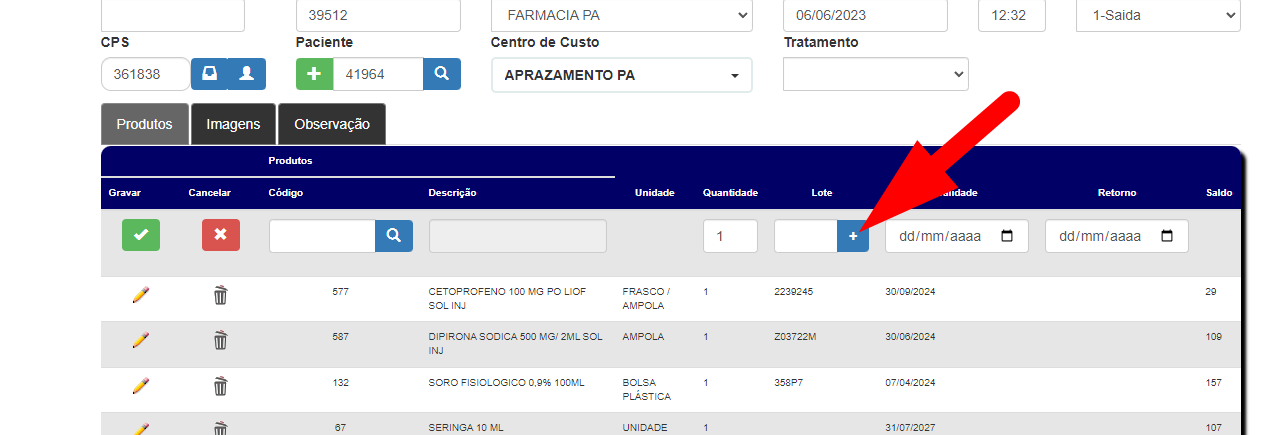 39512 FARMACIA PA 06/06/2023 12:32 1-Saida
CPS Paciente Centro de Custo Tratamento
361838 41964 APRAZAMENTO PA
Produtos Imagens Observação
Produtos
Gravar Cancelar Código Descrição Unidade Quantidade Lote Retorno Saldo
1 + dd/mm/aaaa dd/mm/aaaa
577 CETOPROFENO 100 MG PO LIOF FRASCO / 1 2239245 30/09/2024 29
SOL INJ AMPOLA
587 DIPIRONA SODICA 500 MG/ 2ML SOL AMPOLA 1 Z03722M 30/06/2024 109
INJ
132 SORO FISIOLOGICO 0,9% 100ML BOLSA 1 358P7 07/04/2024 157
PLÁSTICA
67 SERINGA 10 ML UNIDADE 1 31/07/2027 107